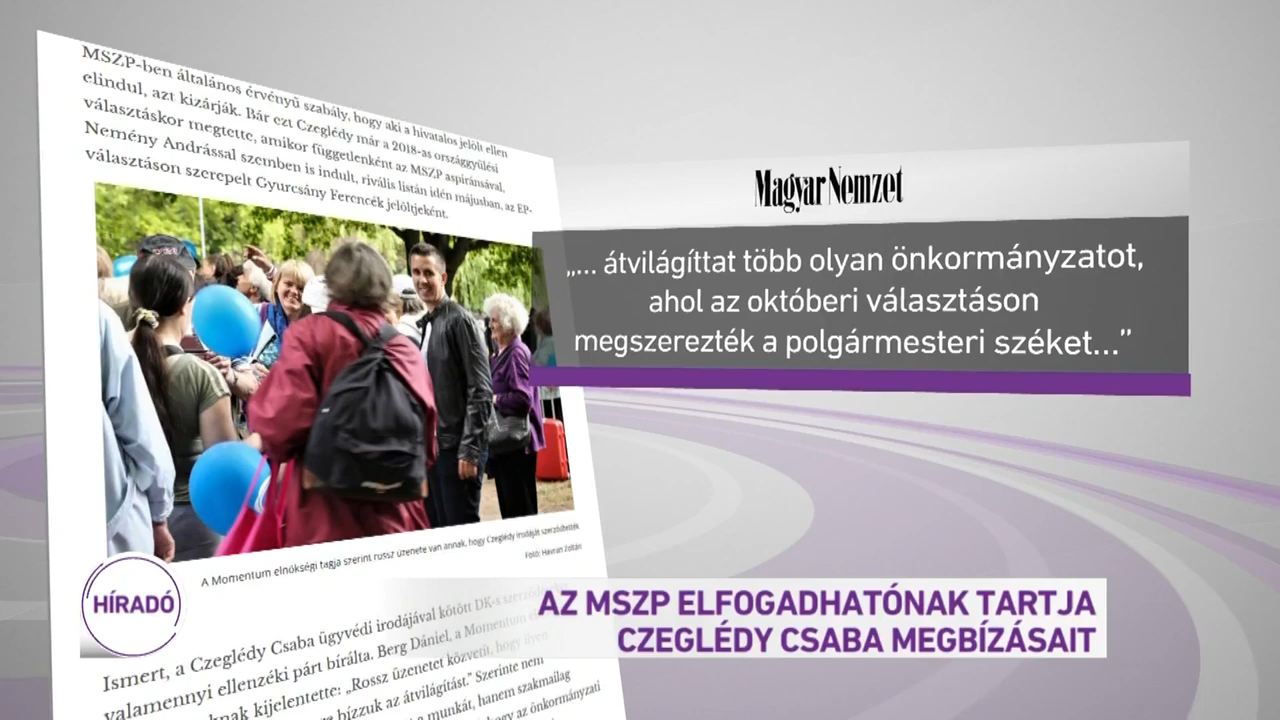 MSZP-ben általános érvényű szabály, hogy aki a hivatalos jelölt ellen
elindul, azt kizárják. Bár ezt Czeglédy már a 2018-as országgyűlési
választáskor megtette, amikor függetlenként az MSZP aspiránsával,
Nemény Andrással szemben is indult, rivális listán idén májusban, az EP-
választáson szerepelt Gyurcsány Ferencék jelöltjeként.
Magyar Nemzet
„... átvilágíttat több olyan önkormányzatot,
ahol az októberi választáson
megszerezték a polgármesteri széket...”
A Momentum elnökségi tagja szerint rossz üzenete van annak, hogy Czeglédy irodáját szerződtették
Fotó: Havran Zoltán
HÍRADÓ
AZ MSZP ELFOGADHATÓNAK TARTJA
CZEGLÉDY CSABA MEGBÍZÁSAIT
Ismert, a Czeglédy Csaba ügyvédi irodájával kötött DK-s
valamennyi ellenzéki párt bírálta. Berg Dániel, a Momentum
kijelentette: „Rossz üzenetet közvetít, hogy ilyen
bízzuk az átvilágítást.” Szerinte nem
a munkát, hanem szakmailag
hogy az önkormányzati